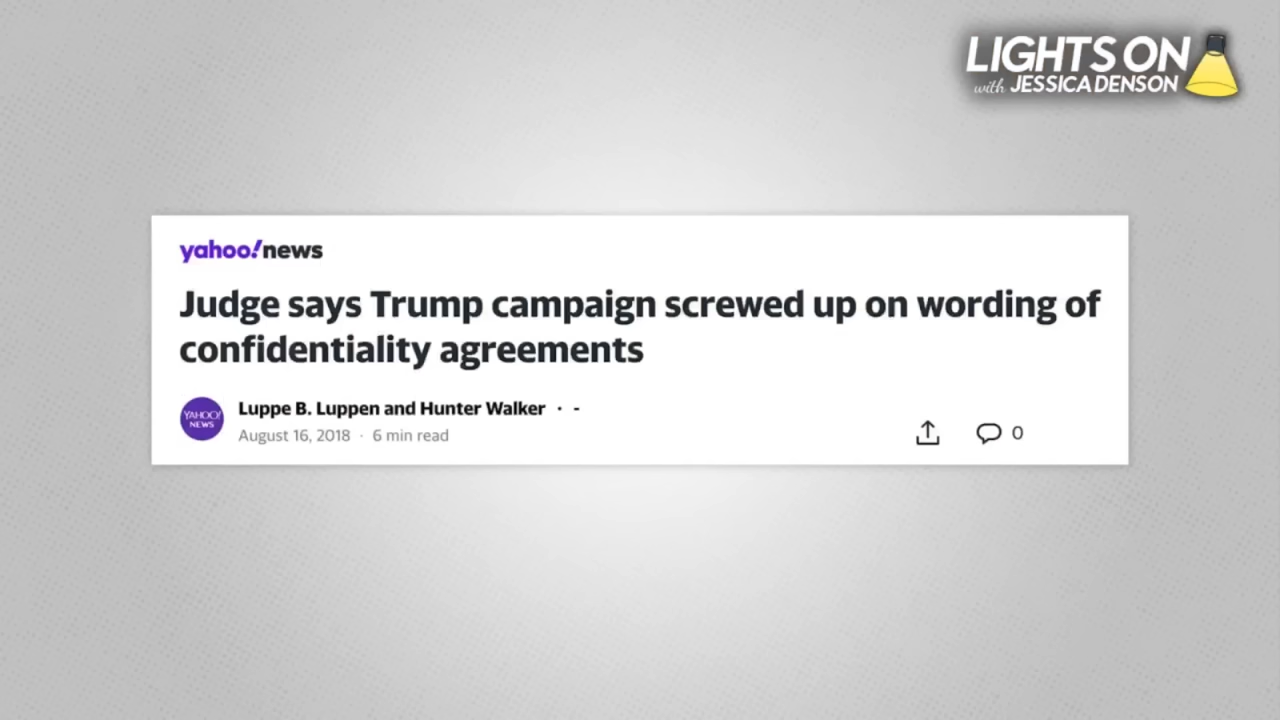 LIGHTS ON
with JESSICA DENSON
yahoo!news
Judge says Trump campaign screwed up on wording of
confidentiality agreements
YAHOO!
NEWS
Luppe B. Luppen and Hunter Walker · -
August 16, 2018 · 6 min read
0